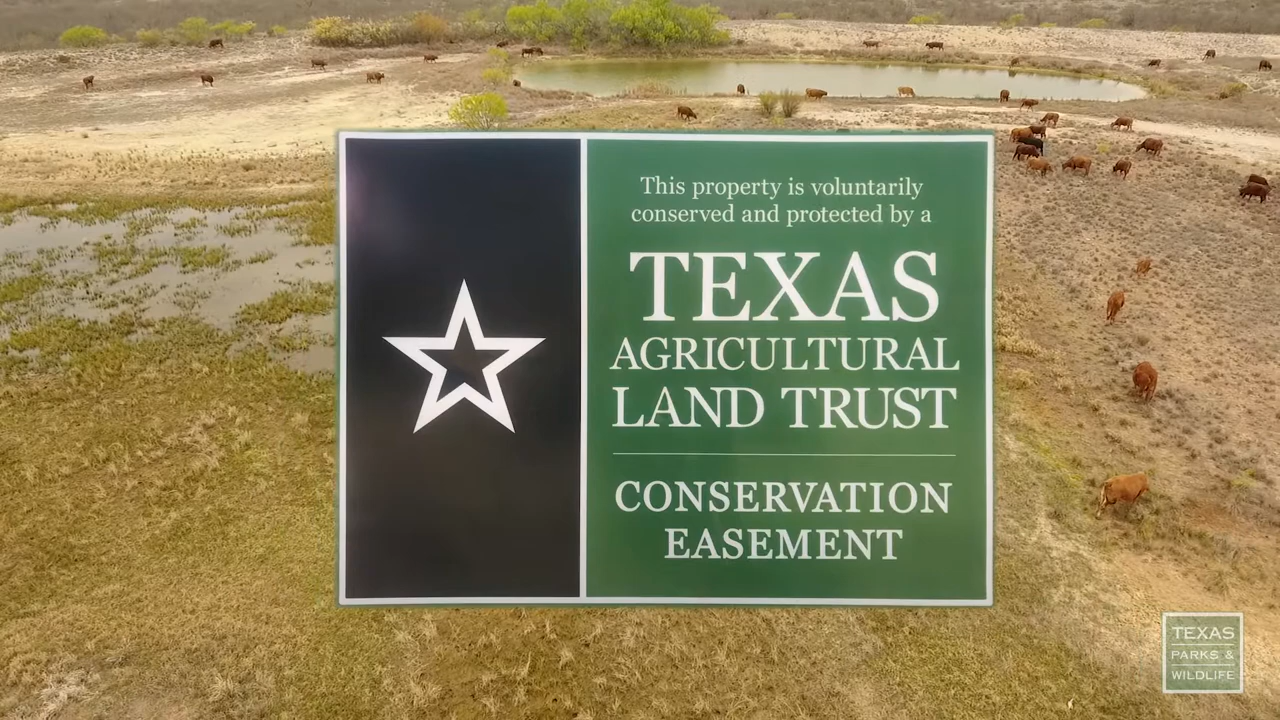 This property is voluntarily
conserved and protected by a
TEXAS
AGRICULTURAL
LAND TRUST
CONSERVATION
EASEMENT
TEXAS
PARKS &
WILDLIFE